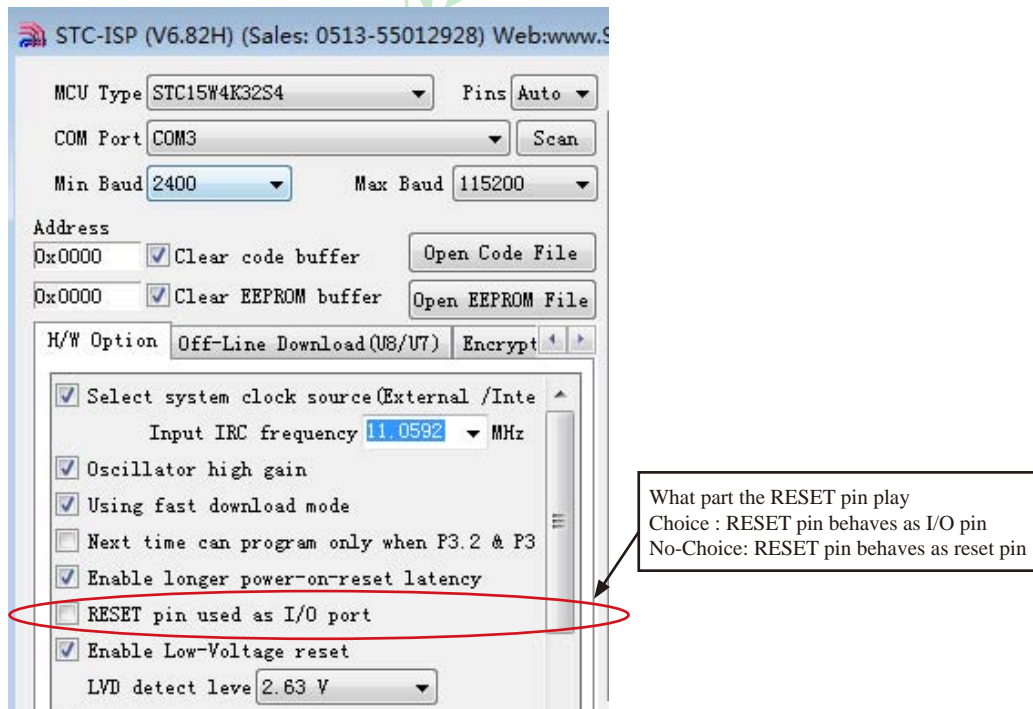 STC-ISP (V6.82H) (Sales: 0513-55012928) Web:www.
MCU Type STC15W4K32S4 Pins Auto
COM Port COM3 Scan
Min Baud 2400 Max Baud 115200
Address
0x0000 Clear code buffer Open Code File
0x0000 Clear EEPROM buffer Open EEPROM File
H/W Option Off-Line Download(U8/U7) Encrypt
Select system clock source(External /Inte
Input IRC frequency 11.0592 MHz
Oscillator high gain
Using fast download mode
Next time can program only when P3.2 & P3
Enable longer power-on-reset latency
RESET pin used as I/O port
Enable Low-Voltage reset
LVD detect leve 2.63 V
What part the RESET pin play
Choice : RESET pin behaves as I/O pin
No-Choice: RESET pin behaves as reset pin